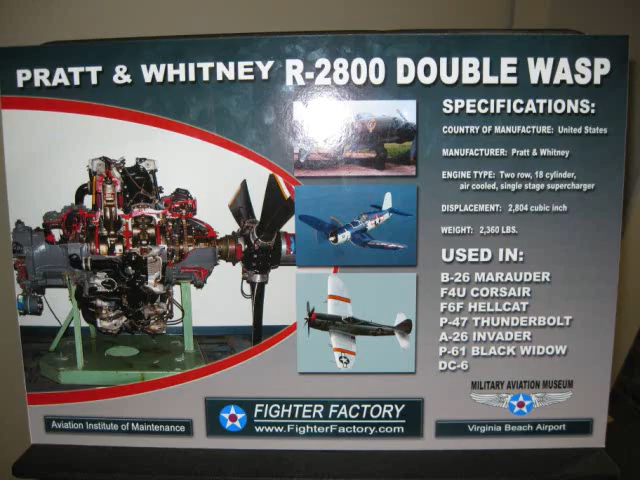 PRATT & WHITNEY R-2800 DOUBLE WASP
SPECIFICATIONS:
COUNTRY OF MANUFACTURE: United States
MANUFACTURER: Pratt & Whitney
ENGINE TYPE: Two row, 18 cylinder,
air cooled, single stage supercharger
DISPLACEMENT: 2,804 cubic inch
WEIGHT: 2,360 LBS.
USED IN:
B-26 MARAUDER
F4U CORSAIR
F6F HELLCAT
P-47 THUNDERBOLT
A-26 INVADER
P-61 BLACK WIDOW
DC-6
MILITARY AVIATION MUSEUM
Aviation Institute of Maintenance
FIGHTER FACTORY
www.FighterFactory.com
Virginia Beach Airport